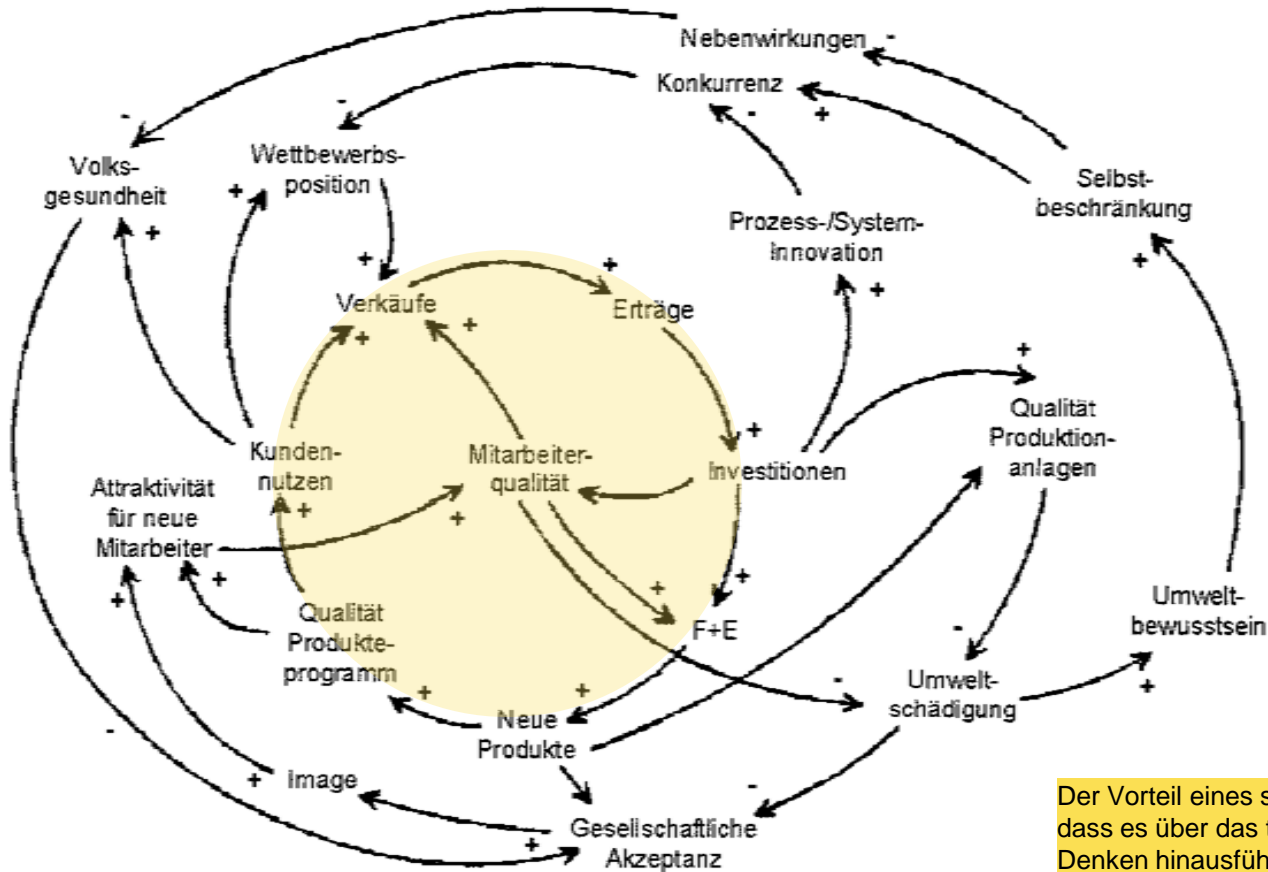 Nebenwirkungen
-
Konkurrenz
-
-
+
-
Volks-
gesundheit
Wettbewerbs-
position
Selbst-
beschränkung
+
+
+
Prozess-/System-
Innovation
+
+
+
Verkäufe
+
+
Erträge
+
Qualität
Produktion-
anlagen
Kunden-
nutzen
Mitarbeiter-
qualität
+
Investitionen
+
+
+
Attraktivität
für neue
Mitarbeiter
+
+
Qualität
Produkte-
programm
+
+
F+E
-
Umwelt-
bewusstsein
+
+
+
Neue
Produkte
-
Umwelt-
schädigung
+
-
+
Image
-
Gesellschaftliche
Akzeptanz
+
Der Vorteil eines
dass es über das
Denken